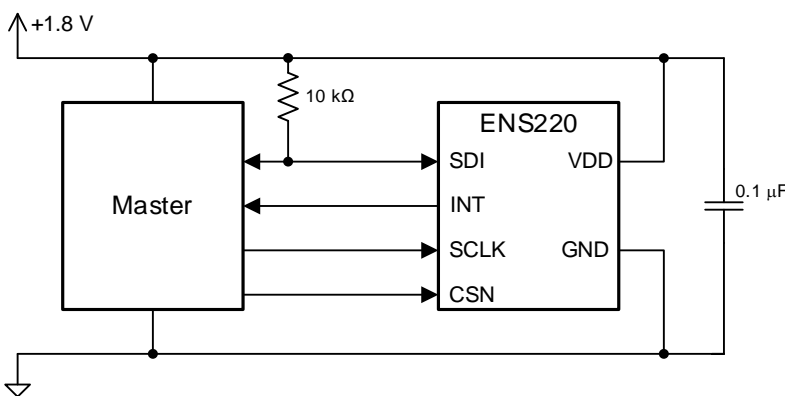 +1.8 V
10 kΩ
ENS220
SDI
VDD
Master
INT
0.1 μF
SCLK
GND
CSN